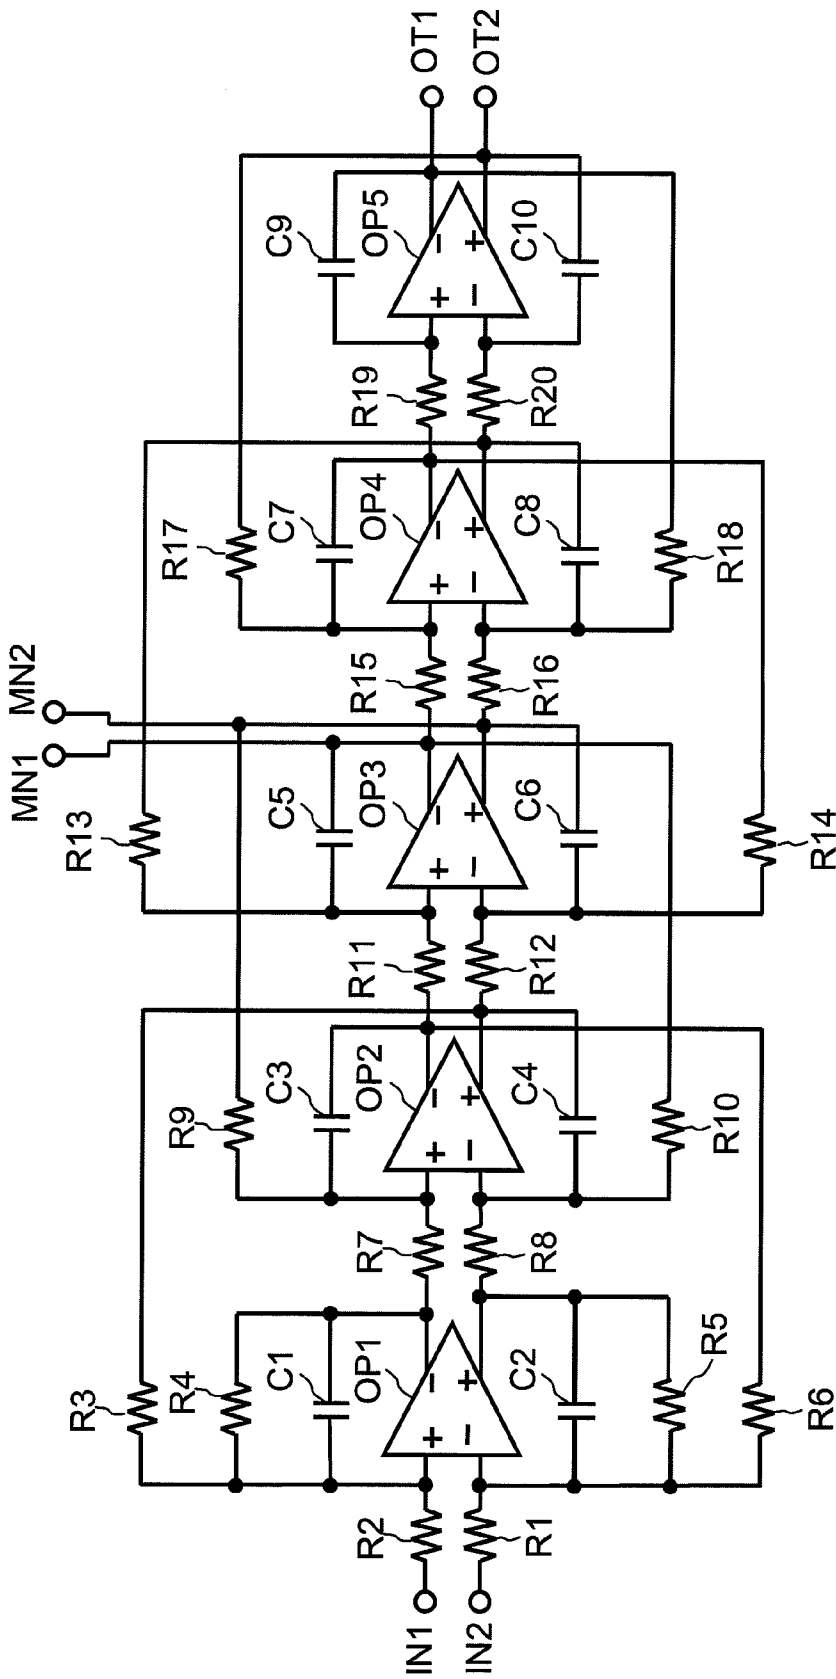 MN1
MN2
R13
R17
R3
R9
C3
C5
C7
C9
R4
C1
OP1
OP2
OP3
OP4
OP5
IN1
R2
R7
R11
R15
R19
OT1
+ −
+ −
+ −
+ −
+ −
− +
− +
− +
− +
− +
IN2
R1
R8
R12
R16
R20
OT2
C2
C4
C6
C8
C10
R5
R10
R18
R6
R14